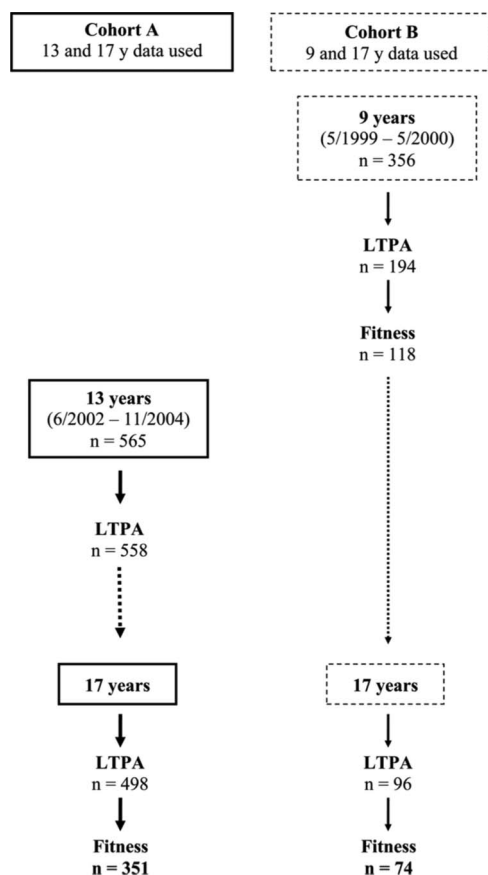 Cohort A
13 and 17 y data used
Cohort B
9 and 17 y data used
9 years
(5/1999 – 5/2000)
n = 356
LTPA
n = 194
Fitness
n = 118
13 years
(6/2002 – 11/2004)
n = 565
LTPA
n = 558
17 years
17 years
LTPA
n = 498
LTPA
n = 96
Fitness
n = 351
Fitness
n = 74